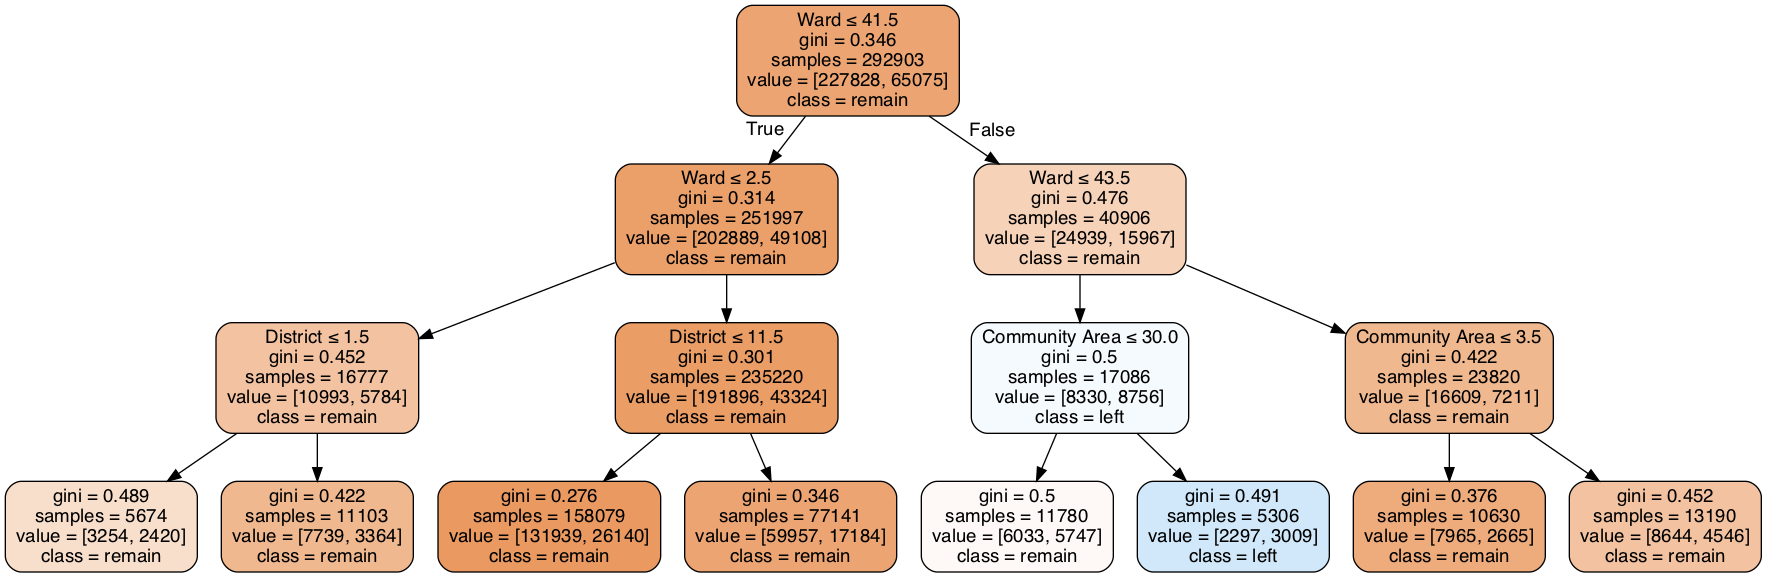 Ward ≤ 41.5
gini = 0.346
samples = 292903
value = [227828, 65075]
class = remain
True
False
Ward ≤ 2.5
gini = 0.314
samples = 251997
value = [202889, 49108]
class = remain
Ward ≤ 43.5
gini = 0.476
samples = 40906
value = [24939, 15967]
class = remain
District ≤ 1.5
gini = 0.452
samples = 16777
value = [10993, 5784]
class = remain
District ≤ 11.5
gini = 0.301
samples = 235220
value = [191896, 43324]
class = remain
Community Area ≤ 30.0
gini = 0.5
samples = 17086
value = [8330, 8756]
class = left
Community Area ≤ 3.5
gini = 0.422
samples = 23820
value = [16609, 7211]
class = remain
gini = 0.489
samples = 5674
value = [3254, 2420]
class = remain
gini = 0.422
samples = 11103
value = [7739, 3364]
class = remain
gini = 0.276
samples = 158079
value = [131939, 26140]
class = remain
gini = 0.346
samples = 77141
value = [59957, 17184]
class = remain
gini = 0.5
samples = 11780
value = [6033, 5747]
class = remain
gini = 0.491
samples = 5306
value = [2297, 3009]
class = left
gini = 0.376
samples = 10630
value = [7965, 2665]
class = remain
gini = 0.452
samples = 13190
value = [8644, 4546]
class = remain